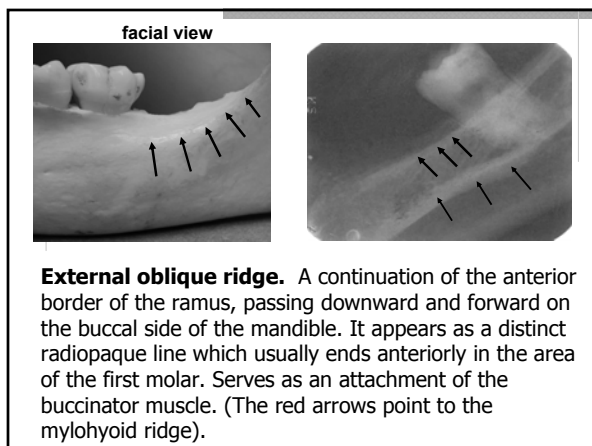 facial view
External oblique ridge. A continuation of the anterior
border of the ramus, passing downward and forward on
the buccal side of the mandible. It appears as a distinct
radiopaque line which usually ends anteriorly in the area
of the first molar. Serves as an attachment of the
buccinator muscle. (The red arrows point to the
mylohyoid ridge).